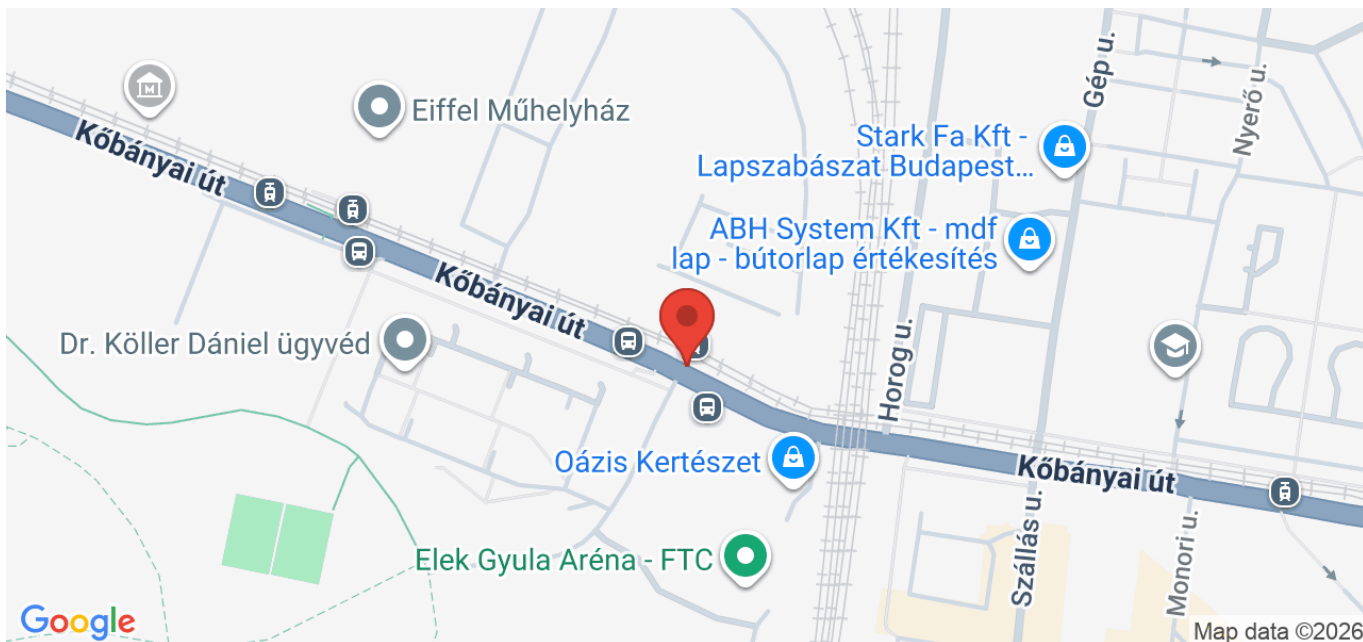 Eiffel Műhelyház
Gép u.
Nyerő u.
Kőbányai út
Stark Fa Kft -
Lapszabászat Budapest...
ABH System Kft - mdf
lap - bútorlap értékesítés
Kőbányai út
Dr. Köller Dániel ügyvéd
Horog u.
Oázis Kertészet
Kőbányai út
Szállás u.
Monori u.
Elek Gyula Aréna - FTC
Google
Map data ©2026